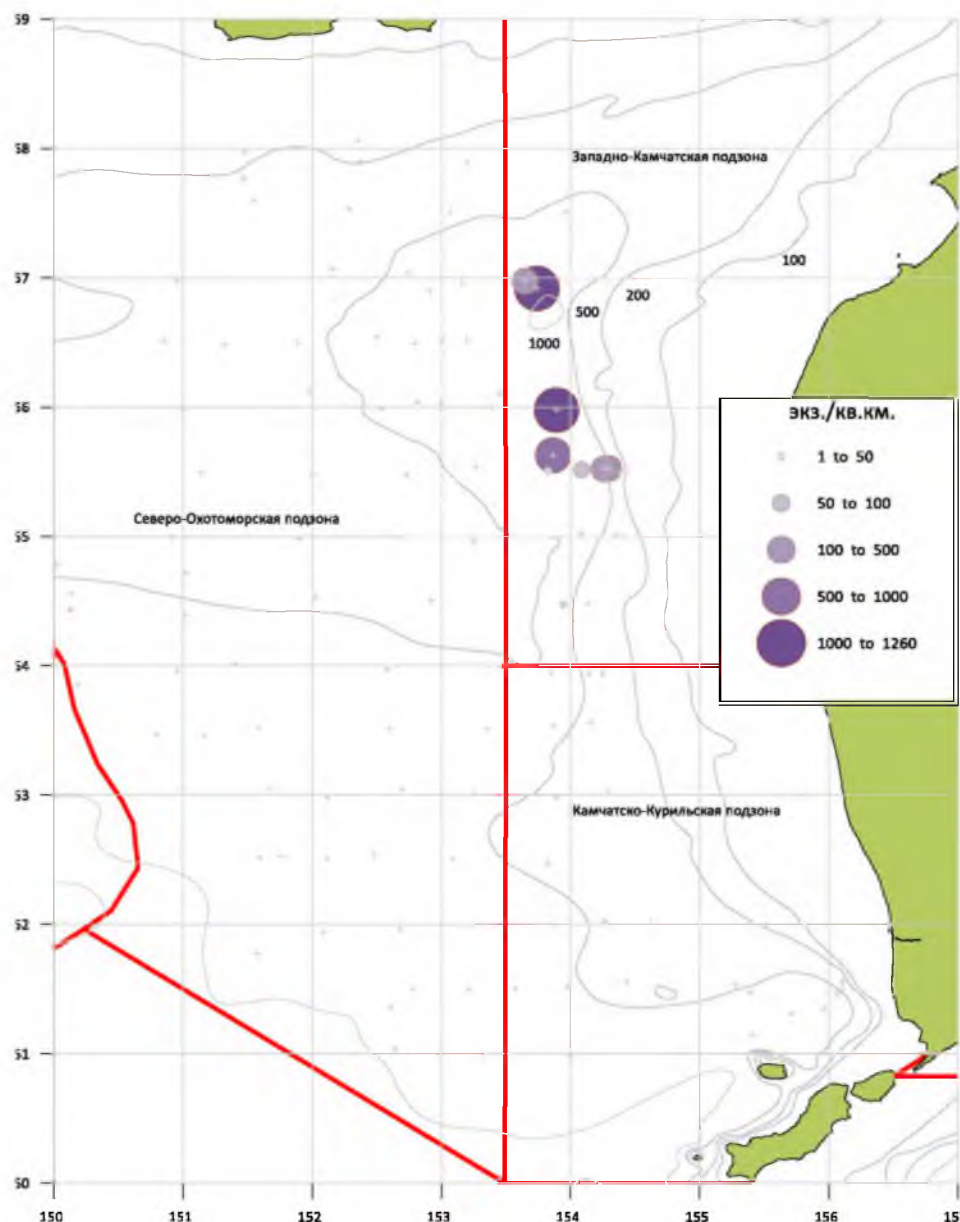 59
58
Западно-Камчатская подзона
57
100
200
500
1000
56
ЭКЗ./КВ.КМ.
1 to 50
50 to 100
Северо-Охотоморская подзона
55
100 to 500
500 to 1000
1000 to 1260
54
53
Камчатско-Курильская подзона
52
51
50
150 151 152 153 154 155 156